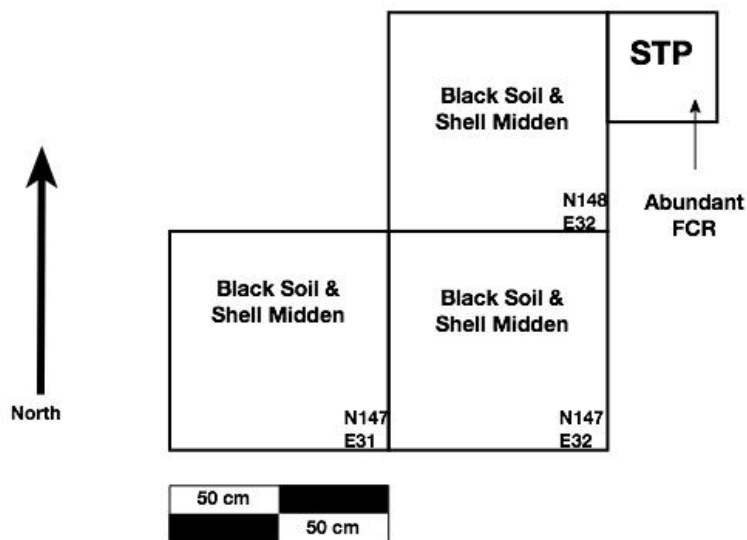 STP
Black Soil &
Shell Midden
N148
E32
Abundant
FCR
Black Soil &
Shell Midden
Black Soil &
Shell Midden
North
N147
E31
N147
E32
50 cm
50 cm